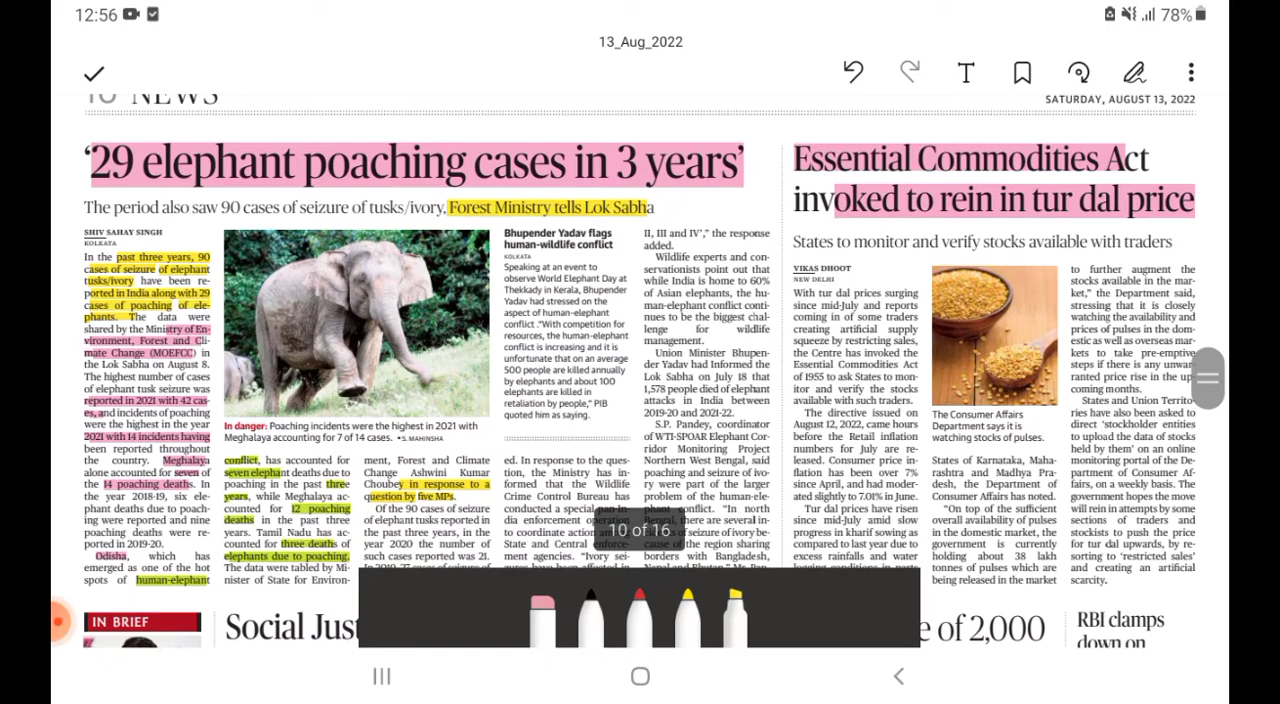 12:56
78%
13_Aug_2022
10 NEWS
SATURDAY, AUGUST 13, 2022
‘29 elephant poaching cases in 3 years’
The period also saw 90 cases of seizure of tusks/ivory, Forest Ministry tells Lok Sabha
SHIV SAHAY SINGH
KOLKATA
In the past three years, 90
cases of seizure of elephant
tusks/ivory have been re-
ported in India along with 29
cases of poaching of ele-
phants. The data were
shared by the Ministry of En-
vironment, Forest and Cli-
mate Change (MOEFCC) in
the Lok Sabha on August 8.
The highest number of cases
of elephant tusk seizure was
reported in 2021 with 42 cas-
es, and incidents of poaching
were the highest in the year
2021 with 14 incidents having
been reported throughout
the country. Meghalaya
alone accounted for seven of
the 14 poaching deaths. In
the year 2018-19, six ele-
phant deaths due to poach-
ing were reported and nine
poaching deaths were re-
ported in 2019-20.
Odisha, which has
emerged as one of the hot
spots of human-elephant
In danger: Poaching incidents were the highest in 2021 with
Meghalaya accounting for 7 of 14 cases. • S. MAHINSHA
conflict, has accounted for
seven elephant deaths due to
poaching in the past three
years, while Meghalaya ac-
counted for 12 poaching
deaths in the past three
years. Tamil Nadu has ac-
counted for three deaths of
elephants due to poaching.
The data were tabled by Mi-
nister of State for Environ-
ment, Forest and Climate
Change Ashwini Kumar
Choubey in response to a
question by five MPs.
Of the 90 cases of seizure
of elephant tusks reported in
the past three years, in the
year 2020 the number of
such cases reported was 21.
Bhupender Yadav flags
human-wildlife conflict
KOLKATA
Speaking at an event to
observe World Elephant Day at
Thekkady in Kerala, Bhupender
Yadav had stressed on the
aspect of human-elephant
conflict ."With competition for
resources, the human-elephant
conflict is increasing and it is
unfortunate that on an average
500 people are killed annually
by elephants and about 100
elephants are killed in
retaliation by people,” PIB
quoted him as saying.
ed. In response to the ques-
tion, the Ministry has in-
formed that the Wildlife
Crime Control Bureau has
conducted a special pan-In
dia enforcement operation
to coordinate action am
State and Central enforce-
ment agencies. “Ivory sei-
II, III and IV’,” the response
added.
Wildlife experts and con-
servationists point out that
while India is home to 60%
of Asian elephants, the hu-
man-elephant conflict conti-
nues to be the biggest chal-
lenge for wildlife
management.
Union Minister Bhupen-
der Yadav had Informed the
Lok Sabha on July 18 that
1,578 people died of elephant
attacks in India between
2019-20 and 2021-22.
S.P. Pandey, coordinator
of WTI-SPOAR Elephant Cor-
ridor Monitoring Project
Northern West Bengal, said
poaching and seizure of ivo-
ry were part of the larger
problem of the human-ele-
phant conflict. “In north
Bengal, there are several in-
of seizure of ivory be-
of the region sharing
borders with Bangladesh,
10 of 16
Essential Commodities Act
invoked to rein in tur dal price
States to monitor and verify stocks available with traders
VIKAS DHOOT
NEW DELHI
With tur dal prices surging
since mid-July and reports
coming in of some traders
creating artificial supply
squeeze by restricting sales,
the Centre has invoked the
Essential Commodities Act
of 1955 to ask States to mon-
itor and verify the stocks
available with such traders.
The directive issued on
August 12, 2022, came hours
before the Retail inflation
numbers for July are re-
leased. Consumer price in-
flation has been over 7%
since April, and had moder-
ated slightly to 7.01% in June.
Tur dal prices have risen
since mid-July amid slow
progress in kharif sowing as
compared to last year due to
excess rainfalls and water
The Consumer Affairs
Department says it is
watching stocks of pulses.
States of Karnataka, Maha-
rashtra and Madhya Pra-
desh, the Department of
Consumer Affairs has noted.
“On top of the sufficient
overall availability of pulses
in the domestic market, the
government is currently
holding about 38 lakh
tonnes of pulses which are
being released in the market
to further augment the
stocks available in the mar-
ket,” the Department said,
stressing that it is closely
watching the availability and
prices of pulses in the dom-
estic as well as overseas mar-
kets to take pre-emptive
steps if there is any unwar-
ranted price rise in the up-
coming months.
States and Union Territo-
ries have also been asked to
direct ‘stockholder entities
to upload the data of stocks
held by them’ on an online
monitoring portal of the De-
partment of Consumer Af-
fairs, on a weekly basis. The
government hopes the move
will rein in attempts by some
sections of traders and
stockists to push the price
for tur dal upwards, by re-
sorting to ‘restricted sales’
and creating an artificial
scarcity.
IN BRIEF
Social Just
e of 2,000
RBI clamps
down on